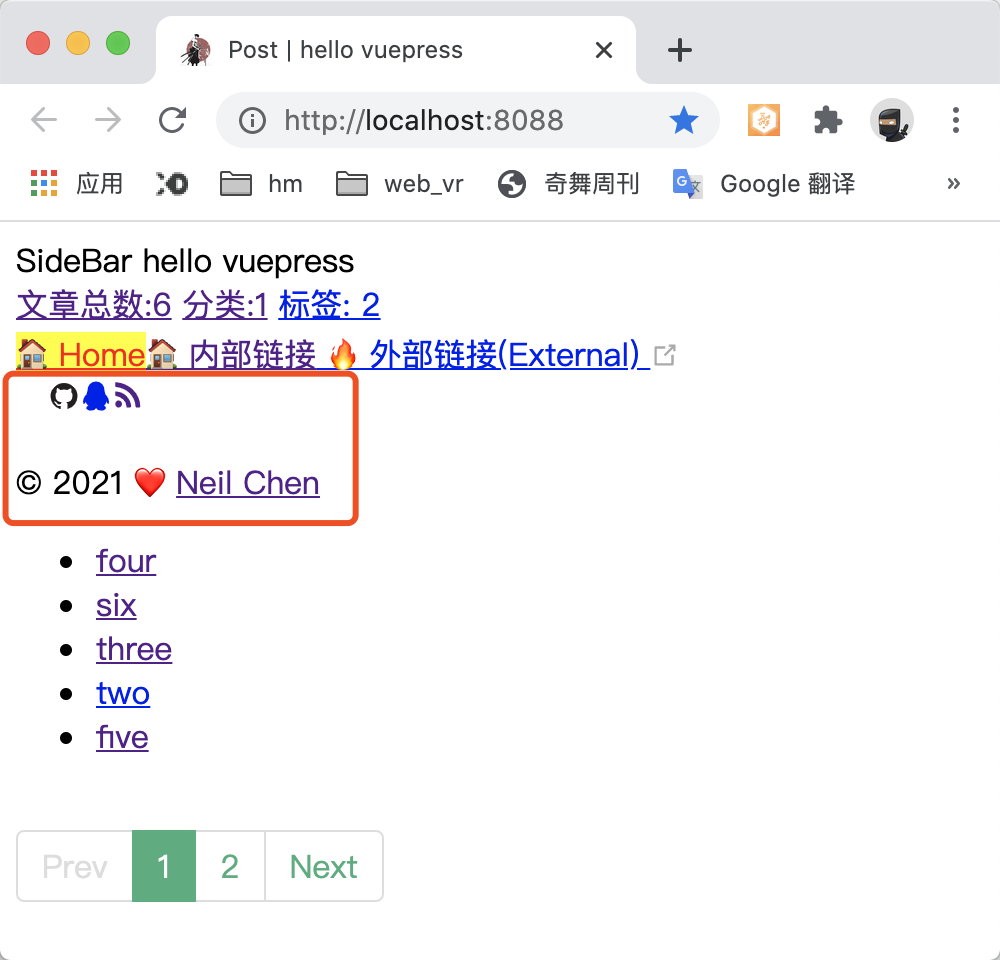 Post | hello vuepress
http://localhost:8088
应用 hm web_vr 奇舞周刊 Google 翻译 »
SideBar hello vuepress
文章总数:6 分类:1 标签: 2
🏠 Home🏠 内部链接 🔥 外部链接(External)
© 2021 ❤️ Neil Chen
• four
• six
• three
• two
• five
Prev 1 2 Next